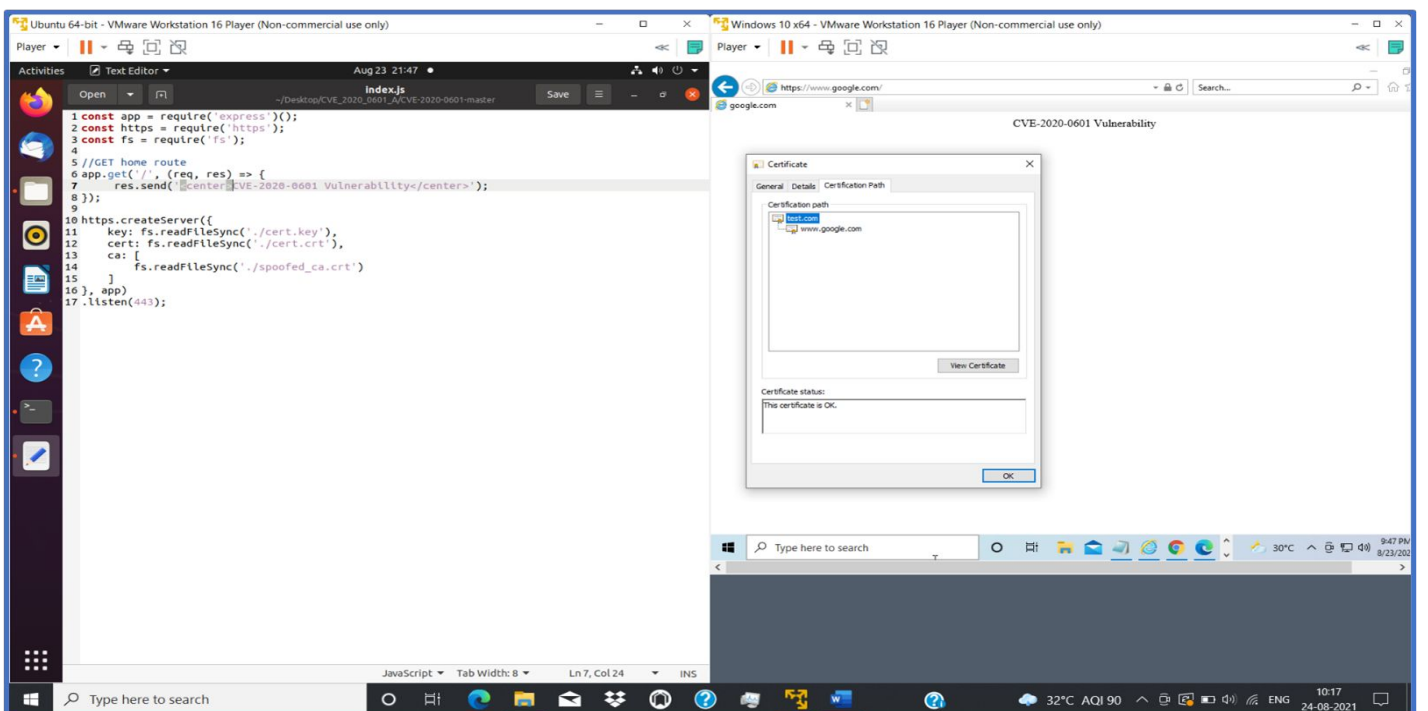 Ubuntu 64-bit - VMware Workstation 16 Player (Non-commercial use only)
Player
Activities
Text Editor
Aug 23 21:47
Open
index.js
~/Desktop/CVE_2020_0601_A/CVE-2020-0601-master
Save
1 const app = require('express')();
2 const https = require('https');
3 const fs = require('fs');
4
5 //GET home route
6 app.get('/', (req, res) => {
7 res.send('<center>CVE-2020-0601 Vulnerability</center>');
8 });
9
10 https.createServer({
11 key: fs.readFileSync('./cert.key'),
12 cert: fs.readFileSync('./cert.crt'),
13 ca: [
14 fs.readFileSync('./spoofed_ca.crt')
15 ]
16 }, app)
17 .listen(443);
JavaScript
Tab Width: 8
Ln 7, Col 24
INS
Windows 10 x64 - VMware Workstation 16 Player (Non-commercial use only)
Player
https://www.google.com/
Search...
google.com
CVE-2020-0601 Vulnerability
Certificate
General
Details
Certification Path
Certification path
test.com
www.google.com
View Certificate
Certificate status:
This certificate is OK.
OK
Type here to search
30°C
9:47 PM
8/23/202
Type here to search
32°C AQI 90
ENG
10:17
24-08-2021